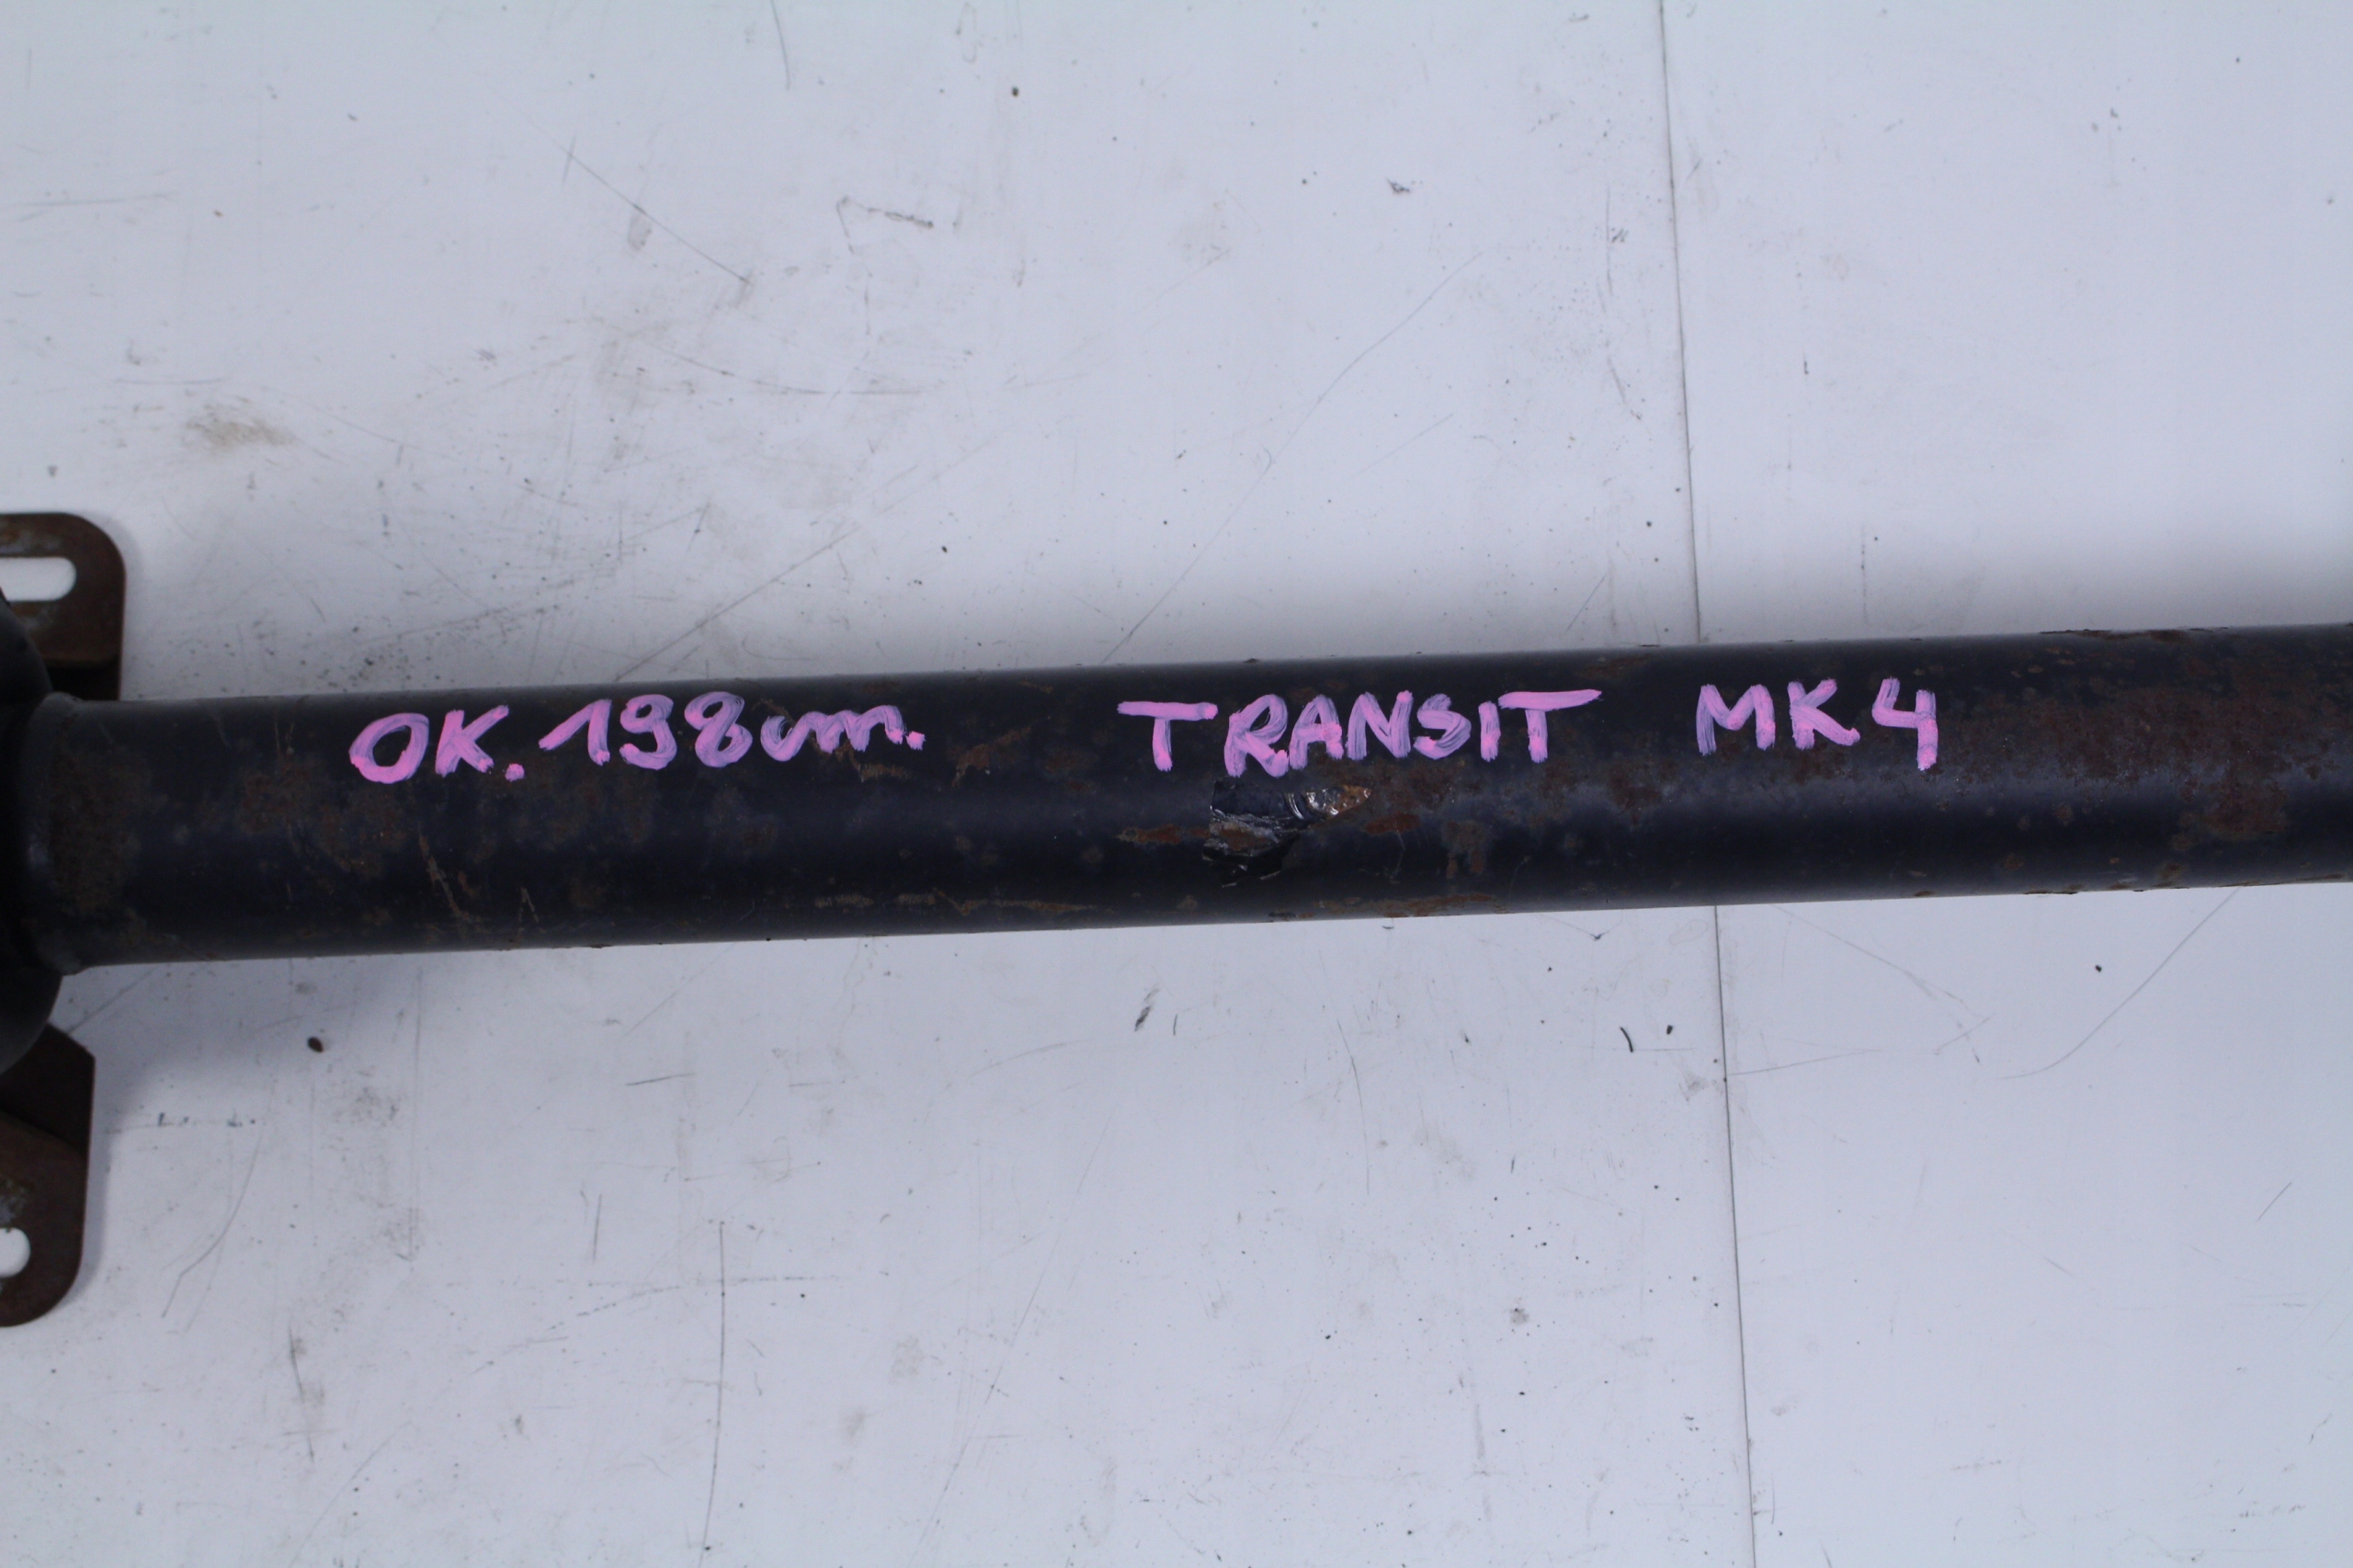 OK. 198cm. TRANSIT MK4